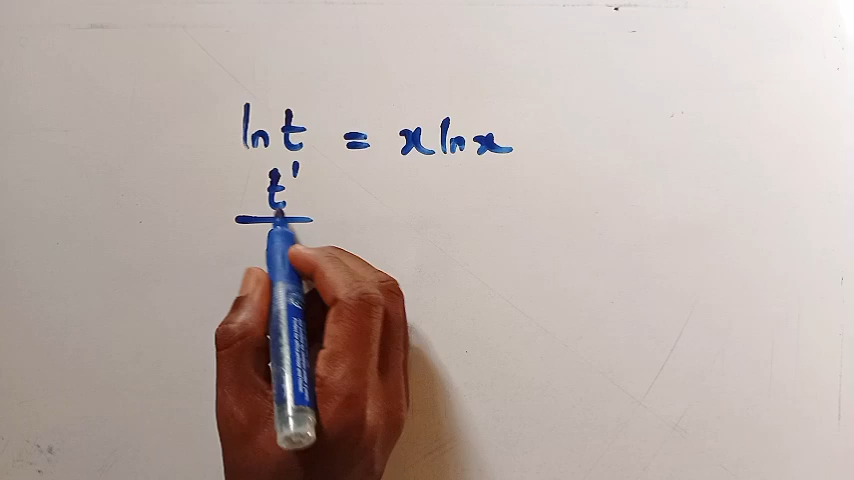 ln t = x ln x
t'